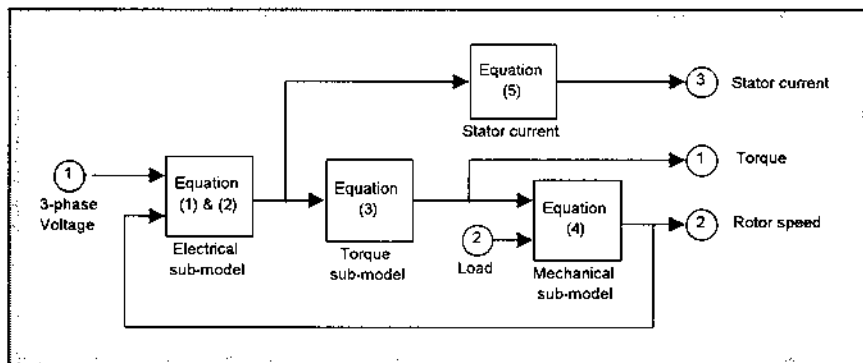 Equation
(5)
Stator current
3
Stator current
1
3-phase
Voltage
Equation
(1) & (2)
Electrical
sub-model
Equation
(3)
Torque
sub-model
2
Load
Equation
(4)
Mechanical
sub-model
1
Torque
2
Rotor speed